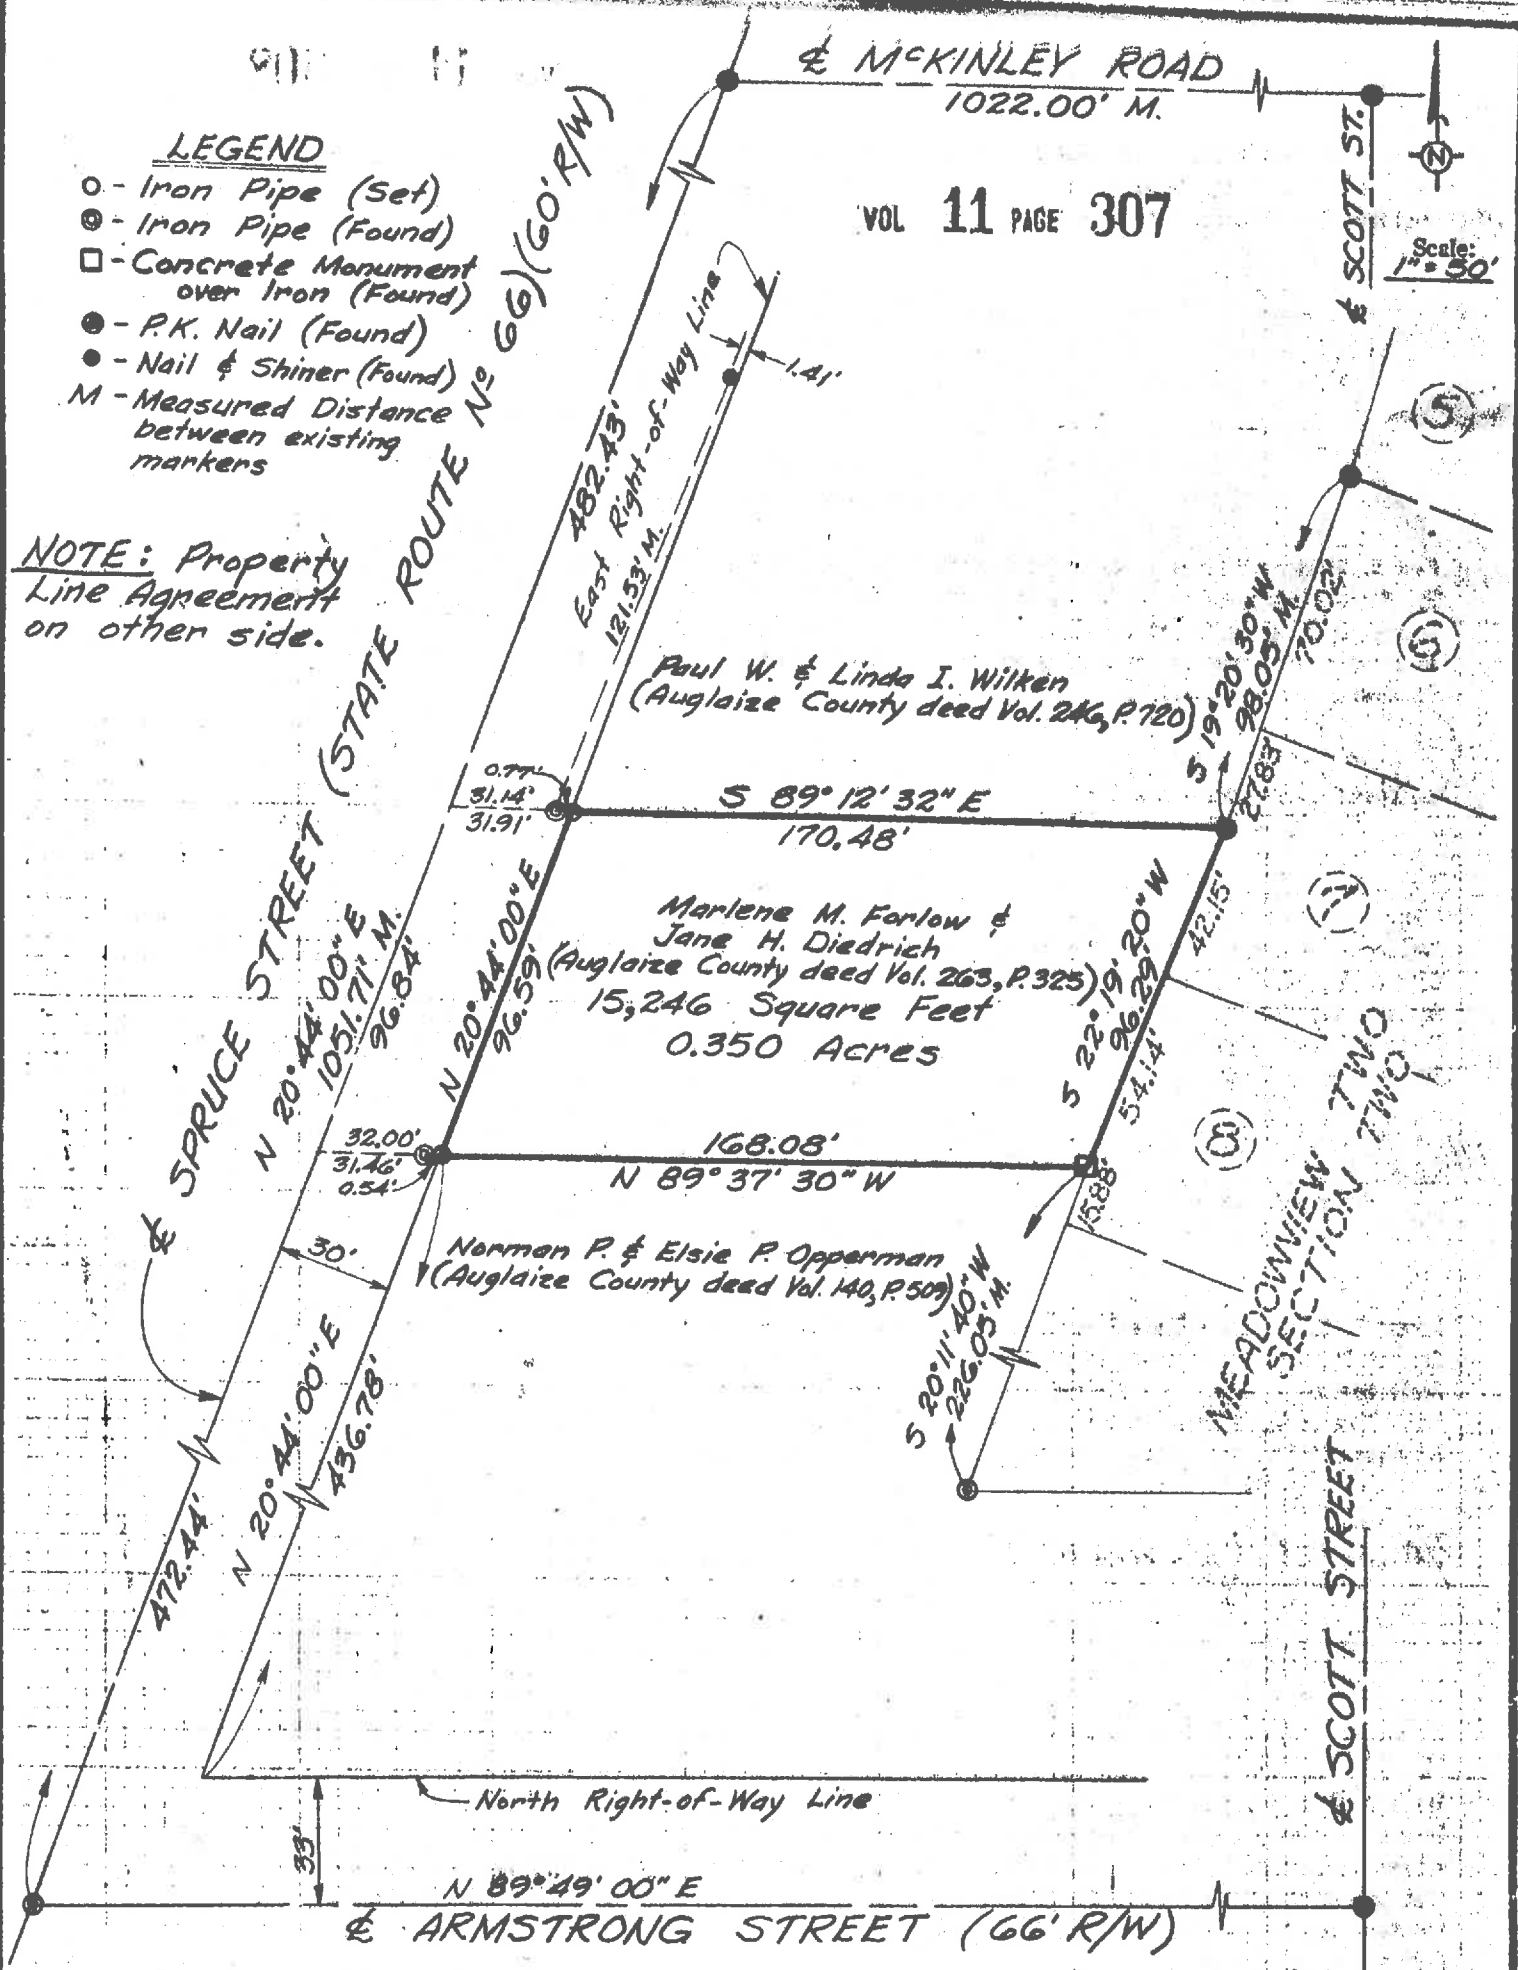 ℄ McKINLEY ROAD
1022.00' M.
℄ SCOTT ST.
N
Scale:
1" = 50'
VOL 11 PAGE 307
LEGEND
O - Iron Pipe (Set)
◎ - Iron Pipe (Found)
□ - Concrete Monument
over Iron (Found)
● - P.K. Nail (Found)
• - Nail & Shiner (Found)
M - Measured Distance
between existing
markers
NOTE: Property
Line Agreement
on other side.
℄ SPRUCE STREET (STATE ROUTE Nº 66)(60' R/W)
482.43'
East Right-of-Way Line
121.53' M.
1.41'
5
6
7
8
S 19° 20' 30" W
98.05' M.
70.02'
27.83'
Paul W. & Linda I. Wilken
(Auglaize County deed Vol. 246, P. 720)
0.77'
31.14'
31.91'
S 89° 12' 32" E
170.48'
N 20° 44' 00" E
1051.71' M.
96.84'
N 20° 44' 00" E
96.59'
Marlene M. Forlow &
Jane H. Diedrich
(Auglaize County deed Vol. 263, P. 325)
15,246 Square Feet
0.350 Acres
S 22° 19' 20" W
96.29'
42.15'
54.14'
32.00'
31.46'
0.54'
168.08'
N 89° 37' 30" W
15.88'
30'
Norman P. & Elsie P. Opperman
(Auglaize County deed Vol. 140, P. 509)
S 20° 11' 40" W
226.05' M.
MEADOWVIEW TWO
SECTION TWO
N 20° 44' 00" E
436.78'
472.44'
℄ SCOTT STREET
North Right-of-Way Line
33'
N 89° 49' 00" E
℄ ARMSTRONG STREET (66' R/W)